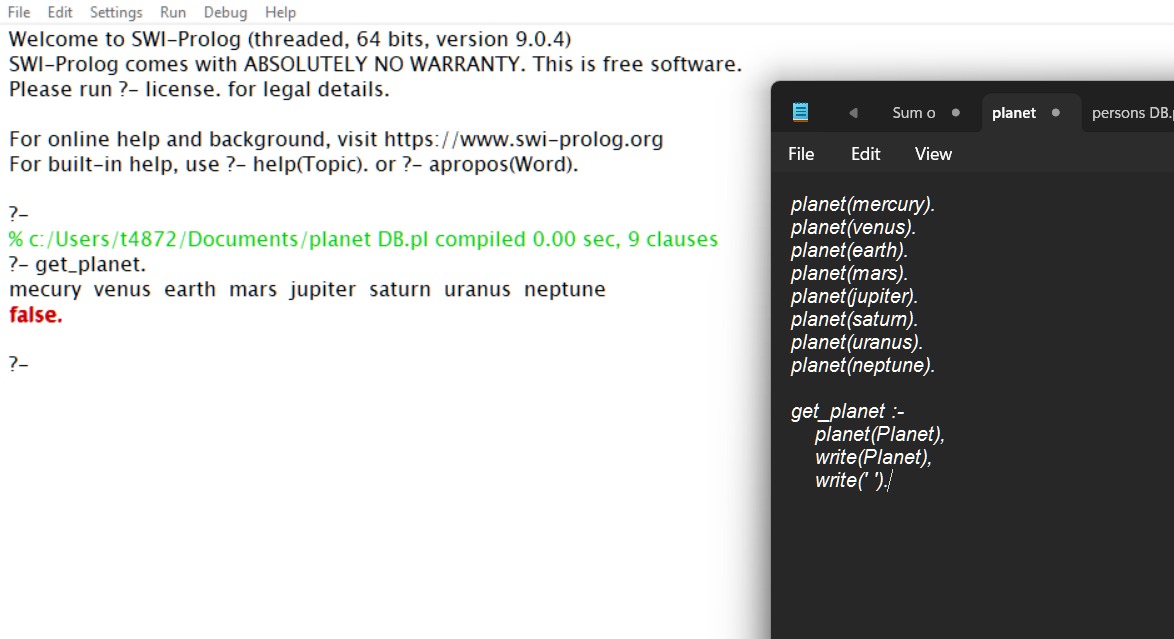 File Edit Settings Run Debug Help
Welcome to SWI-Prolog (threaded, 64 bits, version 9.0.4)
SWI-Prolog comes with ABSOLUTELY NO WARRANTY. This is free software.
Please run ?- license. for legal details.
For online help and background, visit https://www.swi-prolog.org
For built-in help, use ?- help(Topic). or ?- apropos(Word).
?-
% c:/Users/t4872/Documents/planet DB.pl compiled 0.00 sec, 9 clauses
?- get_planet.
mecury venus earth mars jupiter saturn uranus neptune
false.
?-
Sum o planet persons DB.p
File Edit View
planet(mercury).
planet(venus).
planet(earth).
planet(mars).
planet(jupiter).
planet(saturn).
planet(uranus).
planet(neptune).
get_planet :-
planet(Planet),
write(Planet),
write(' ').